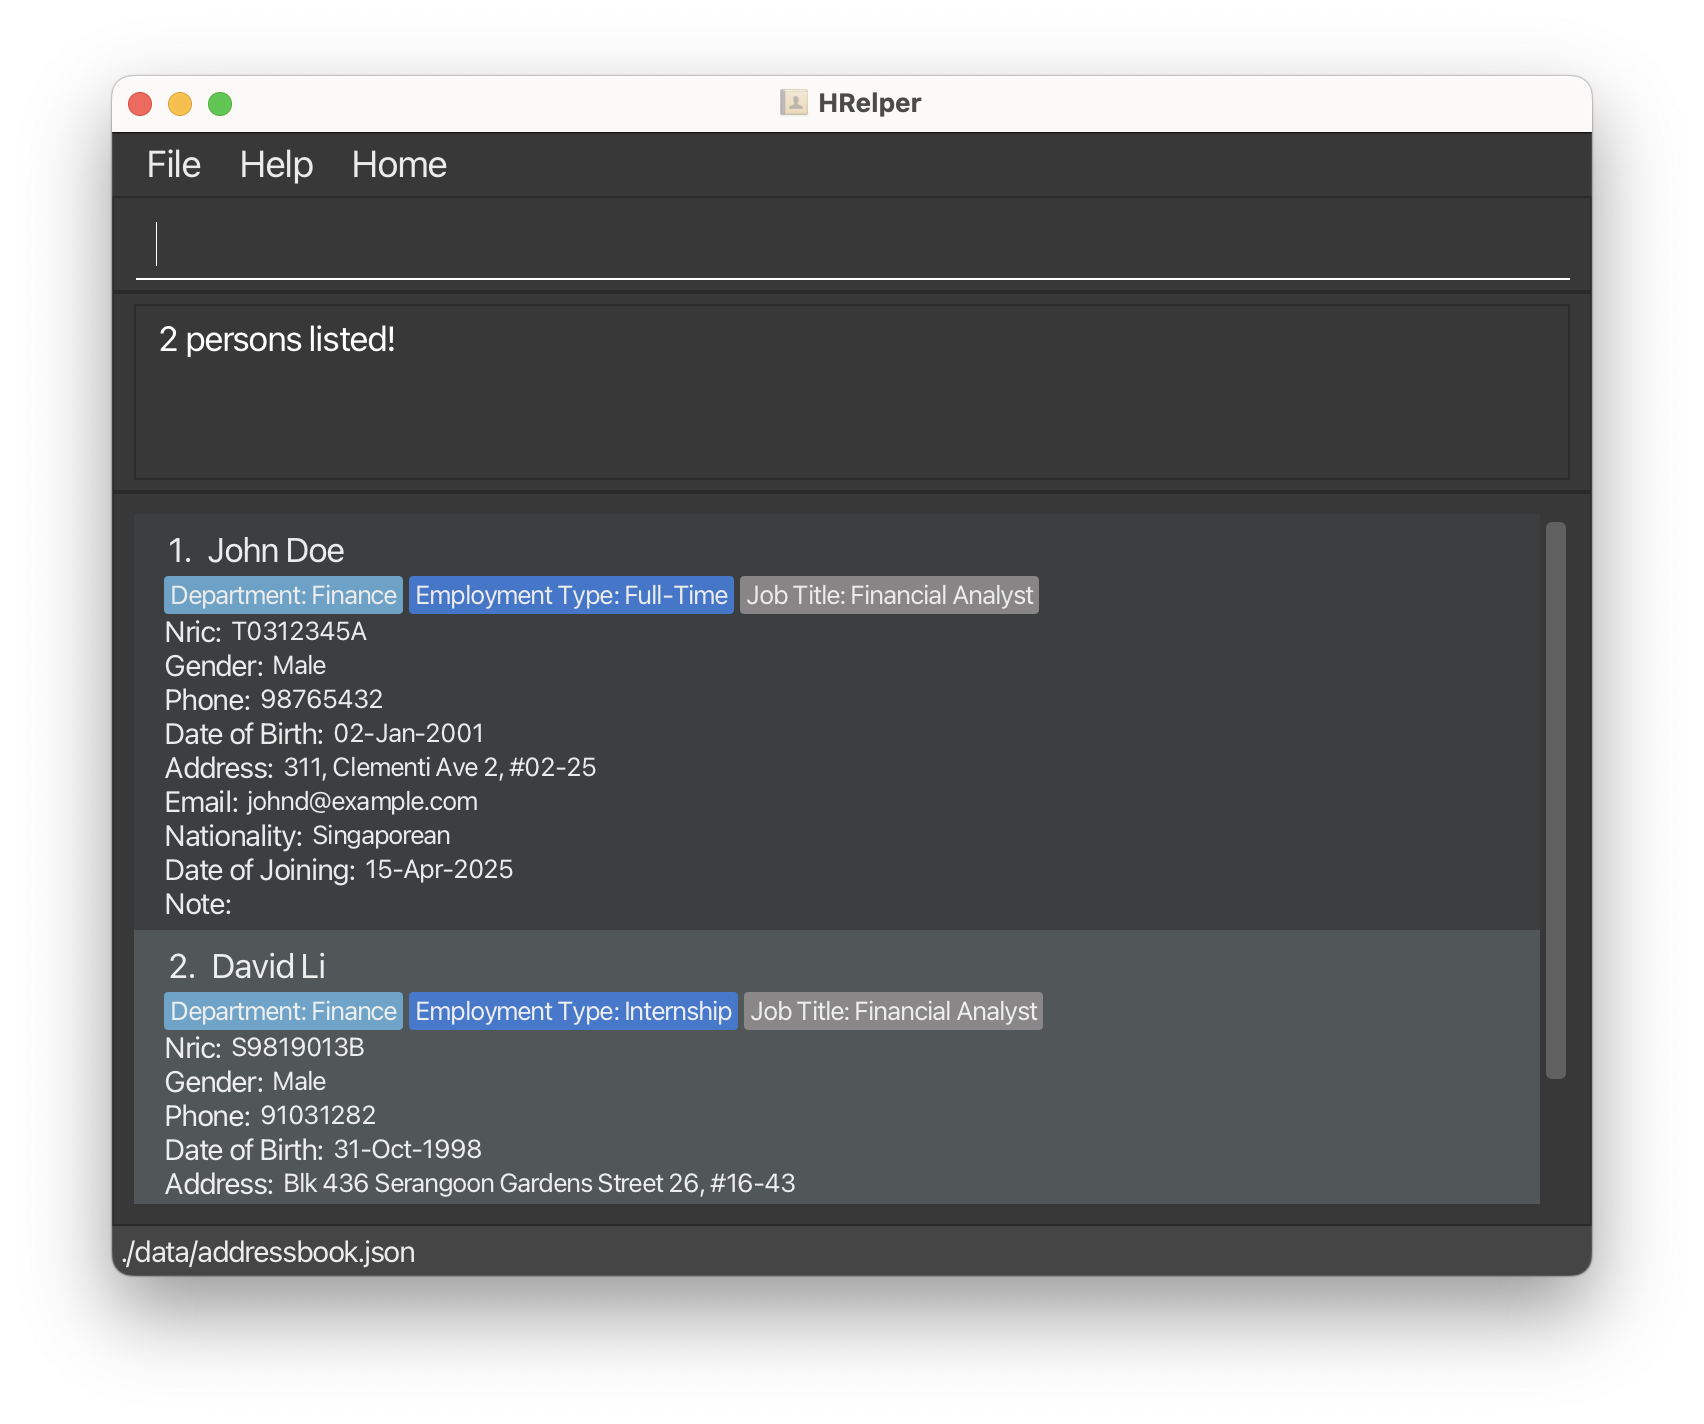 HRelper
File Help Home
2 persons listed!
1. John Doe
Department: Finance Employment Type: Full-Time Job Title: Financial Analyst
Nric: T0312345A
Gender: Male
Phone: 98765432
Date of Birth: 02-Jan-2001
Address: 311, Clementi Ave 2, #02-25
Email: johnd@example.com
Nationality: Singaporean
Date of Joining: 15-Apr-2025
Note:
2. David Li
Department: Finance Employment Type: Internship Job Title: Financial Analyst
Nric: S9819013B
Gender: Male
Phone: 91031282
Date of Birth: 31-Oct-1998
Address: Blk 436 Serangoon Gardens Street 26, #16-43
./data/addressbook.json